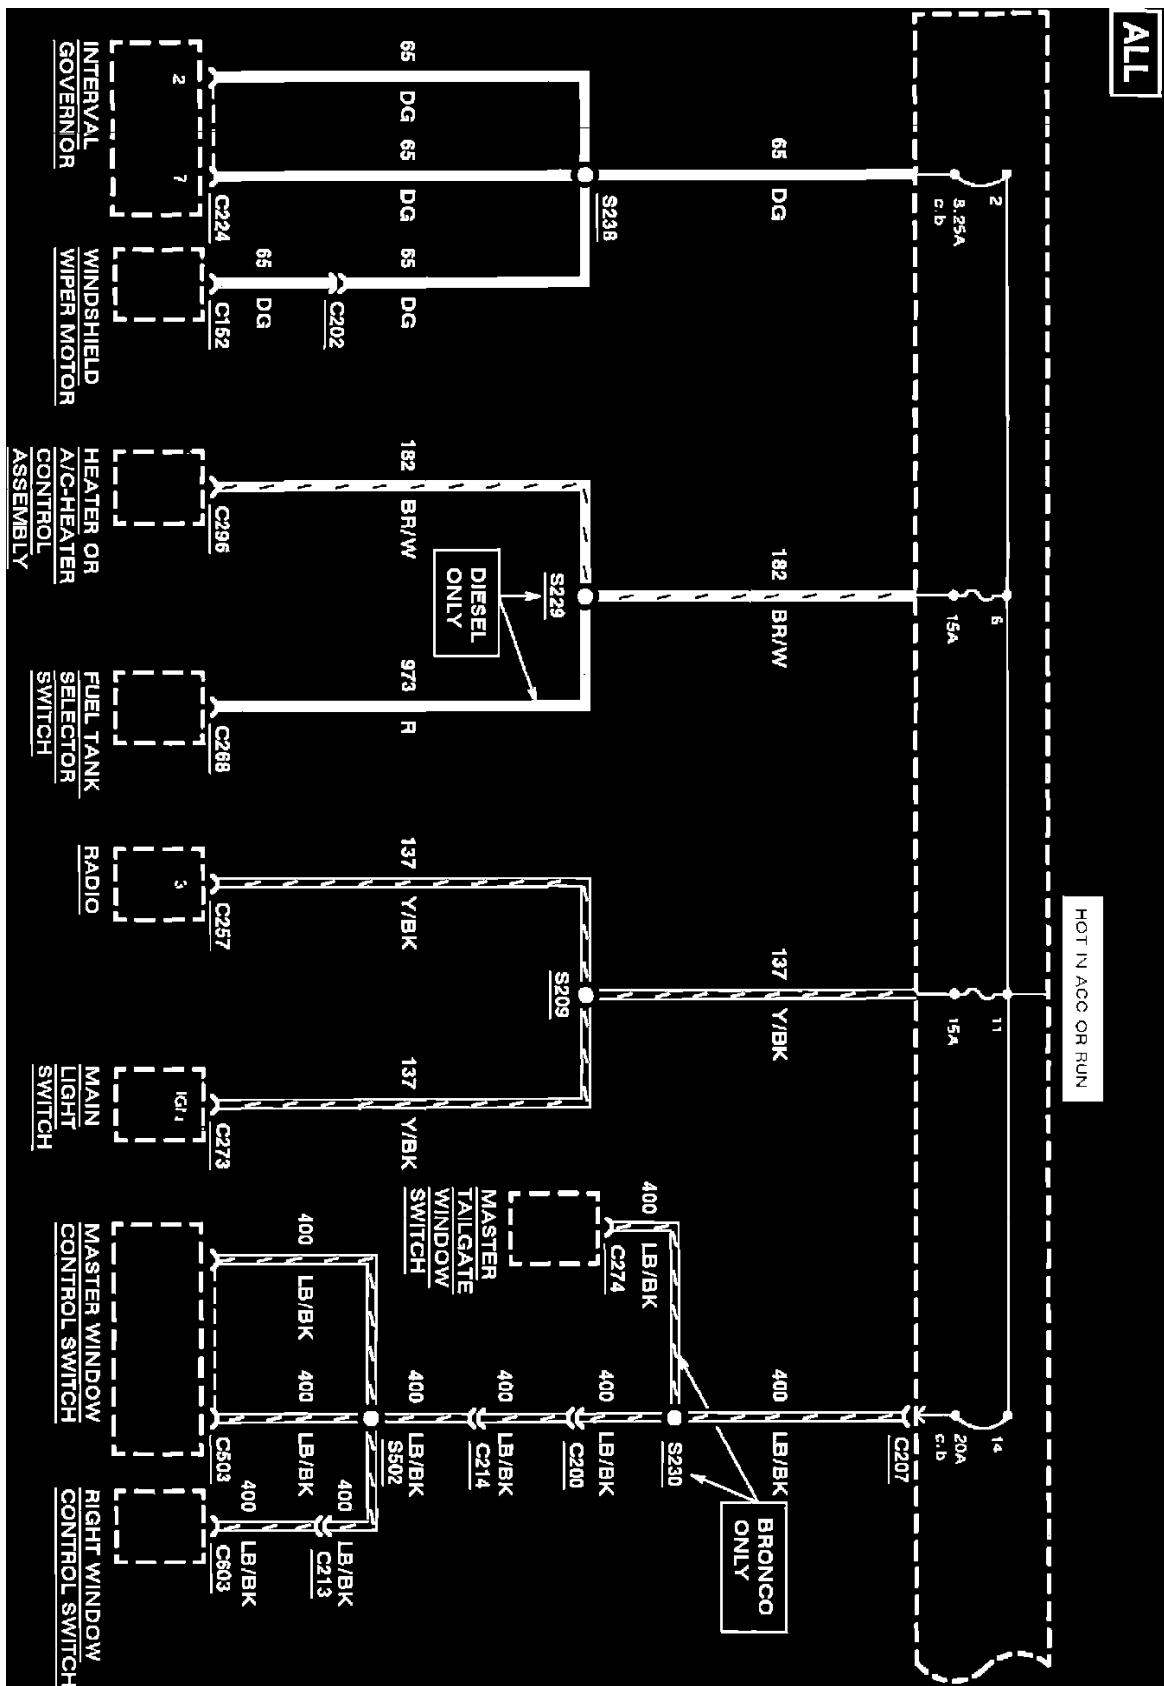 ALL
HOT IN ACC OR RUN
2
8.25A
c.b
6
15A
11
15A
14
20A
c.b
C207
65
DG
182
BR/W
137
Y/BK
400
LB/BK
BRONCO
ONLY
S238
S229
S209
S230
DIESEL
ONLY
65
DG
65
DG
65
DG
182
BR/W
973
R
137
Y/BK
137
Y/BK
400
LB/BK
C274
MASTER
TAILGATE
WINDOW
SWITCH
400
LB/BK
C200
400
LB/BK
C214
400
LB/BK
S502
C202
65
DG
400
LB/BK
400
LB/BK
400
LB/BK
C213
400
LB/BK
C224
C152
C296
C268
C257
C273
C503
C603
2
7
3
IGN
INTERVAL
GOVERNOR
WINDSHIELD
WIPER MOTOR
HEATER OR
A/C-HEATER
CONTROL
ASSEMBLY
FUEL TANK
SELECTOR
SWITCH
RADIO
MAIN
LIGHT
SWITCH
MASTER WINDOW
CONTROL SWITCH
RIGHT WINDOW
CONTROL SWITCH